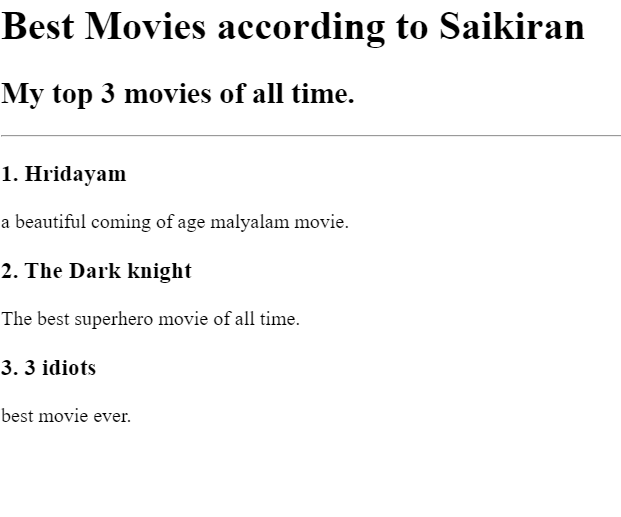 Best Movies according to Saikiran
My top 3 movies of all time.
1. Hridayam
a beautiful coming of age malyalam movie.
2. The Dark knight
The best superhero movie of all time.
3. 3 idiots
best movie ever.